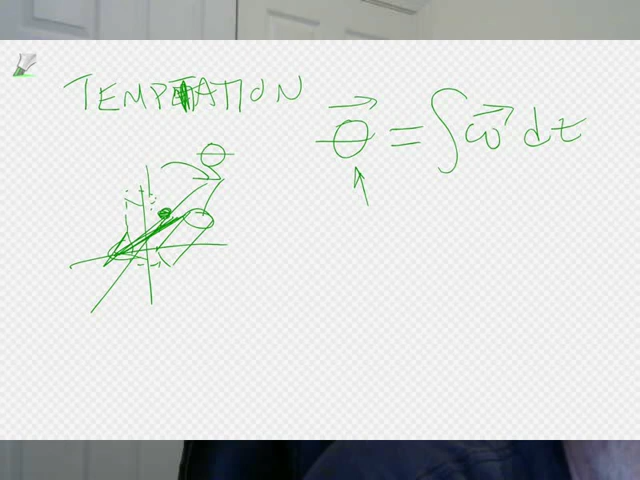 TEMPTATION
θ⃗ = ∫ ω⃗ dt